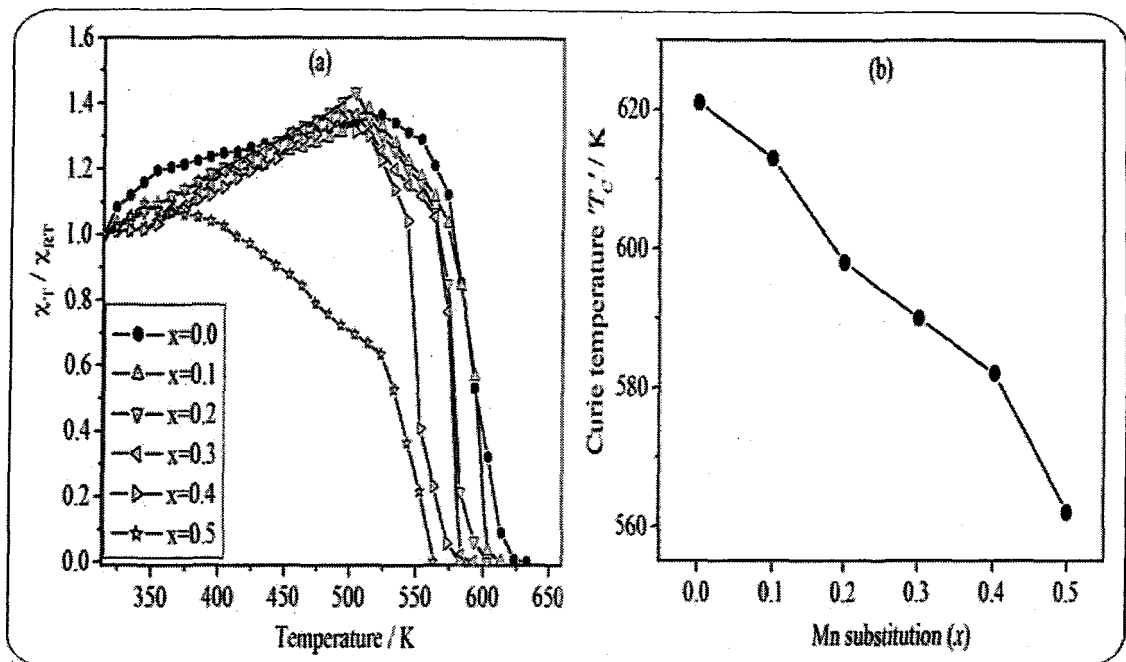 (a)
1.6
1.4
1.2
1.0
0.8
0.6
0.4
0.2
0.0
χT / χRT
x=0.0
x=0.1
x=0.2
x=0.3
x=0.4
x=0.5
350 400 450 500 550 600 650
Temperature / K
(b)
620
600
580
560
Curie temperature 'TC' / K
0.0 0.1 0.2 0.3 0.4 0.5
Mn substitution (x)